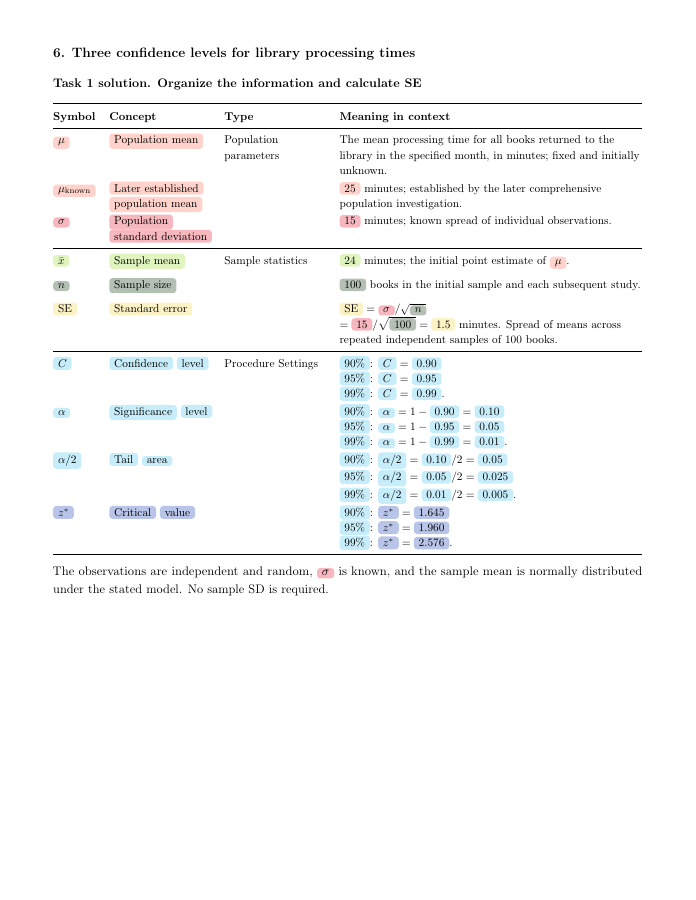 6. Three confidence levels for library processing times
Task 1 solution. Organize the information and calculate SE
Symbol Concept Type Meaning in context
μ Population mean Population parameters The mean processing time for all books returned to the
library in the specified month, in minutes; fixed and initially
unknown.
μknown Later established population mean 25 minutes; established by the later comprehensive
population investigation.
σ Population standard deviation 15 minutes; known spread of individual observations.
x̄ Sample mean Sample statistics 24 minutes; the initial point estimate of μ.
n Sample size 100 books in the initial sample and each subsequent study.
SE Standard error SE = σ/√n
= 15/√100 = 1.5 minutes. Spread of means across
repeated independent samples of 100 books.
C Confidence level Procedure Settings 90%: C = 0.90
95%: C = 0.95
99%: C = 0.99.
α Significance level 90%: α = 1 − 0.90 = 0.10
95%: α = 1 − 0.95 = 0.05
99%: α = 1 − 0.99 = 0.01.
α/2 Tail area 90%: α/2 = 0.10/2 = 0.05
95%: α/2 = 0.05/2 = 0.025
99%: α/2 = 0.01/2 = 0.005.
z* Critical value 90%: z* = 1.645
95%: z* = 1.960
99%: z* = 2.576.
The observations are independent and random, σ is known, and the sample mean is normally distributed
under the stated model. No sample SD is required.